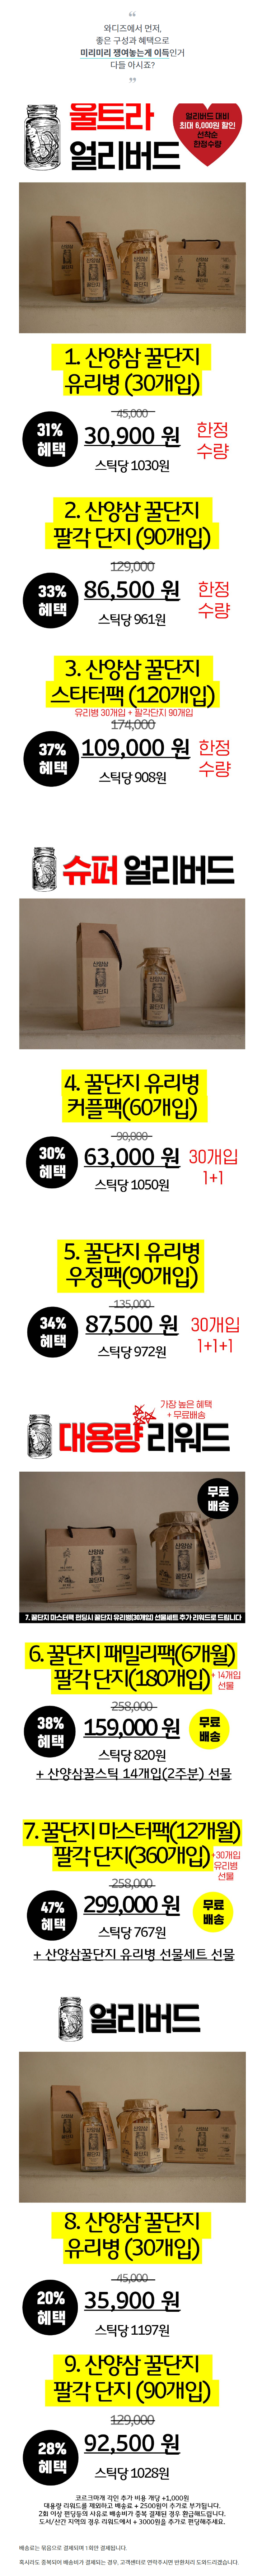 “
와디즈에서 먼저,
좋은 구성과 혜택으로
미리미리 쟁여놓는게 이득인거
다들 아시죠?
”
울트라
얼리버드
얼리버드 대비
최대 6,000원 할인
선착순
한정수량
1. 산양삼 꿀단지
유리병 (30개입)
31%
혜택
45,000
30,900 원
스틱당 1030원
한정
수량
2. 산양삼 꿀단지
팔각 단지 (90개입)
33%
혜택
129,000
86,500 원
스틱당 961원
한정
수량
3. 산양삼 꿀단지
스타터팩 (120개입)
유리병 30개입 + 팔각단지 90개입
174,000
37%
혜택
109,000 원
스틱당 908원
한정
수량
슈퍼 얼리버드
산양삼
꿀단지
4. 꿀단지 유리병
커플팩(60개입)
30%
혜택
90,000
63,000 원
스틱당 1050원
30개입
1+1
5. 꿀단지 유리병
우정팩(90개입)
34%
혜택
135,000
87,500 원
스틱당 972원
30개입
1+1+1
가장 높은 혜택
+ 무료배송
대용량 리워드
무료
배송
산양삼
꿀단지
7. 꿀단지 마스터팩 펀딩시 꿀단지 유리병(30개입) 선물세트 추가 리워드로 드립니다
6. 꿀단지 패밀리팩(6개월)
팔각 단지(180개입)
+ 14개입
선물
38%
혜택
258,000
159,000 원
스틱당 820원
무료
배송
+ 산양삼꿀스틱 14개입(2주분) 선물
7. 꿀단지 마스터팩(12개월)
팔각 단지(360개입)
+30개입
유리병
선물
47%
혜택
258,000
299,000 원
스틱당 767원
무료
배송
+ 산양삼꿀단지 유리병 선물세트 선물
얼리버드
8. 산양삼 꿀단지
유리병 (30개입)
20%
혜택
45,000
35,900 원
스틱당 1197원
9. 산양삼 꿀단지
팔각 단지 (90개입)
28%
혜택
129,000
92,500 원
스틱당 1028원
코르크마개 각인 추가 비용 개당 +1,000원
대용량 리워드를 제외하고 배송료 + 2500원이 추가로 부가됩니다.
2회 이상 펀딩등의 사유로 배송비가 중복 결제된 경우 환급해드립니다.
도서/산간 지역의 경우 리워드에서 + 3000원을 추가로 펀딩해주세요.
배송료는 묶음으로 결제되며 1회만 결제됩니다.
혹시라도 중복되어 배송비가 결제되는 경우, 고객센터로 연락주시면 반환처리 도와드리겠습니다.